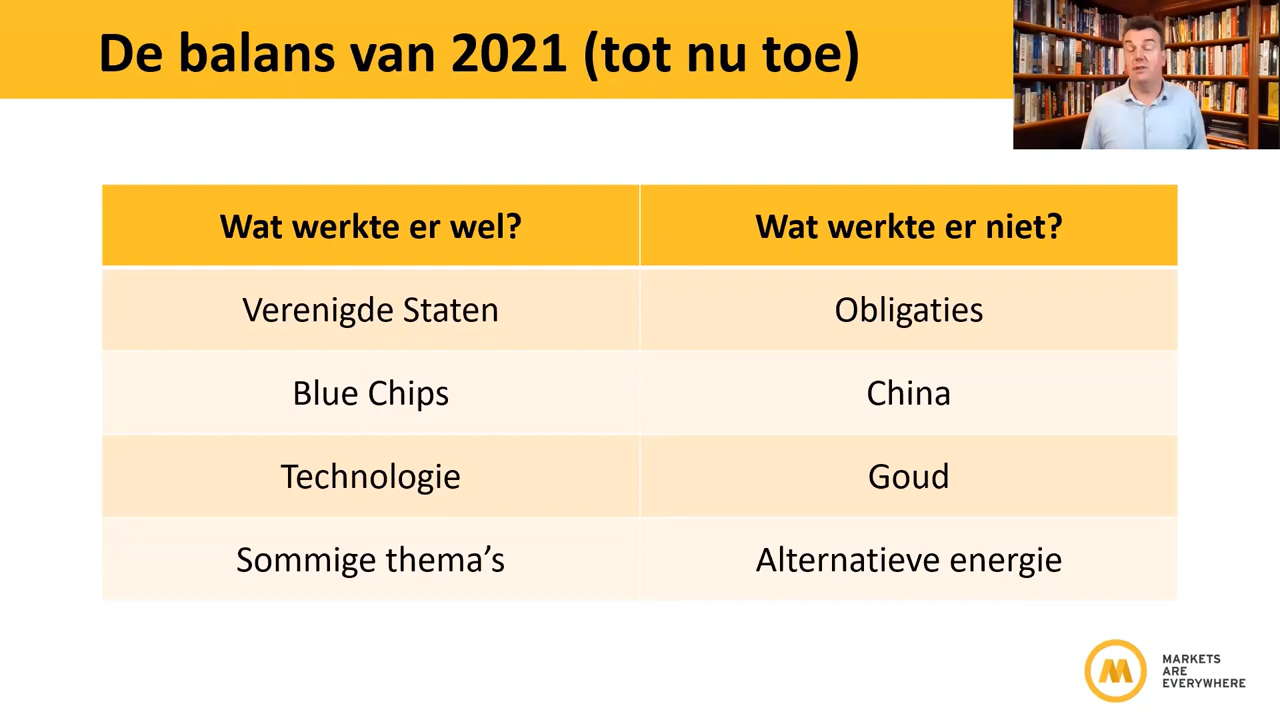 De balans van 2021 (tot nu toe)
Wat werkte er wel?
Wat werkte er niet?
Verenigde Staten
Obligaties
Blue Chips
China
Technologie
Goud
Sommige thema’s
Alternatieve energie
M
MARKETS
ARE
EVERYWHERE